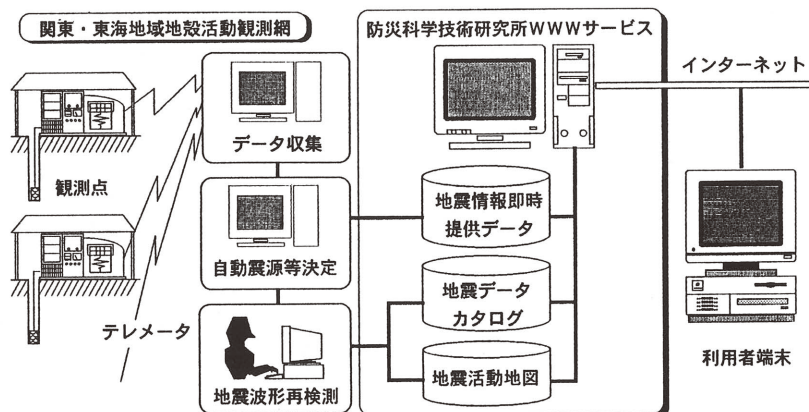 関東・東海地域地殻活動観測網
防災科学技術研究所WWWサービス
インターネット
データ収集
観測点
地震情報即時
提供データ
自動震源等決定
地震データ
カタログ
テレメータ
利用者端末
地震波形再検測
地震活動地図